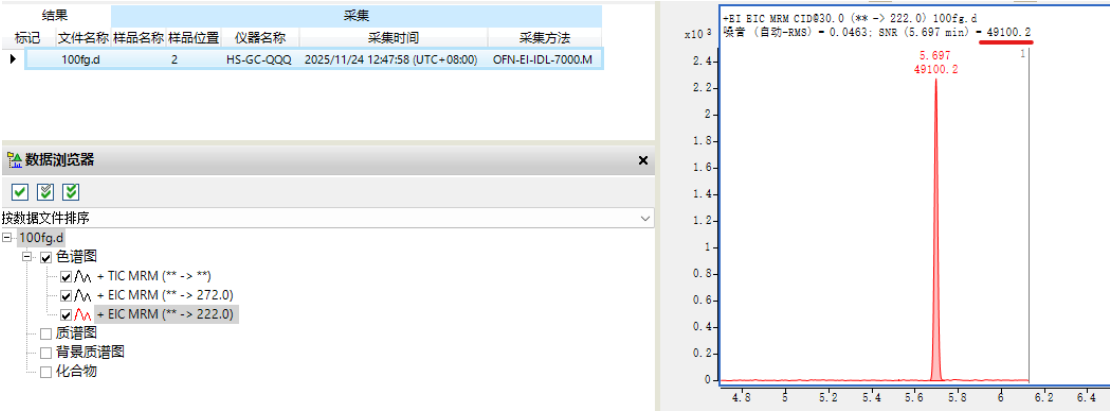 结果 采集
标记 文件名称 样品名称 样品位置 仪器名称 采集时间 采集方法
100fg.d 2 HS-GC-QQQ 2025/11/24 12:47:58 (UTC+08:00) OFN-EI-IDL-7000.M
数据浏览器
按数据文件排序
100fg.d
色谱图
+ TIC MRM (** -> **)
+ EIC MRM (** -> 272.0)
+ EIC MRM (** -> 222.0)
质谱图
背景质谱图
化合物
+EI EIC MRM CID@30.0 (** -> 222.0) 100fg.d
噪音 (自动-RMS) = 0.0463; SNR (5.697 min) = 49100.2
x10 3
5.697
49100.2
1
2.4
2.2
2
1.8
1.6
1.4
1.2
1
0.8
0.6
0.4
0.2
0
4.8 5 5.2 5.4 5.6 5.8 6 6.2 6.4